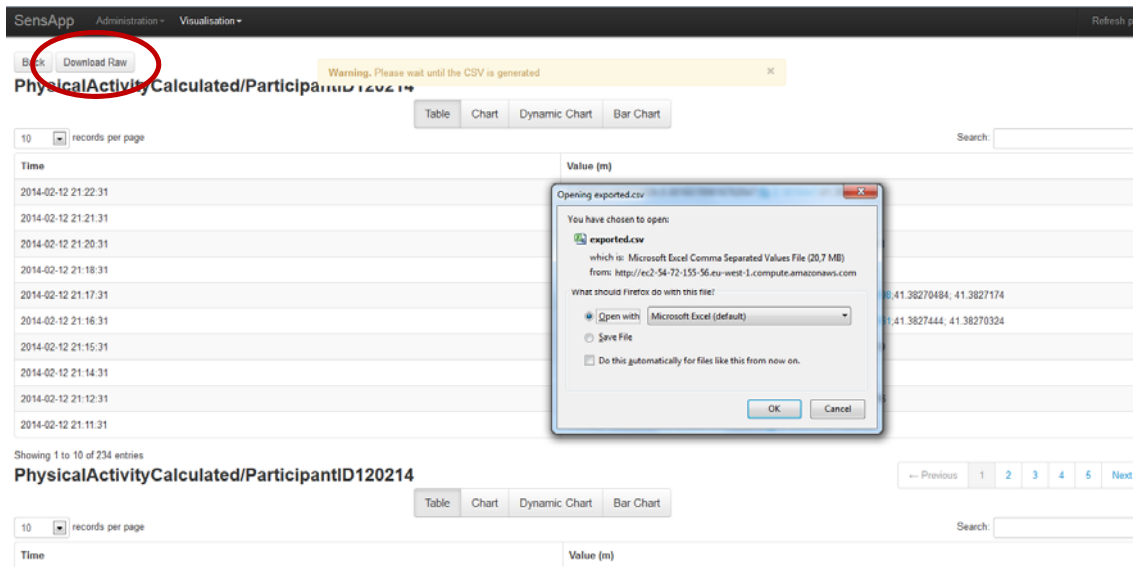 SensApp Administration Visualisation Refresh p
Back Download Raw
Warning. Please wait until the CSV is generated ×
PhysicalActivityCalculated/ParticipantID120214
Table Chart Dynamic Chart Bar Chart
10 records per page Search:
Time Value (m)
2014-02-12 21:22:31
2014-02-12 21:21:31
2014-02-12 21:20:31
2014-02-12 21:18:31
2014-02-12 21:17:31 ;41.38270484; 41.3827174
2014-02-12 21:16:31 ;41.3827444; 41.38270324
2014-02-12 21:15:31
2014-02-12 21:14:31
2014-02-12 21:12:31
2014-02-12 21:11:31
Opening exported.csv
You have chosen to open:
exported.csv
which is: Microsoft Excel Comma Separated Values File (20,7 MB)
from: http://ec2-54-72-155-56.eu-west-1.compute.amazonaws.com
What should Firefox do with this file?
Open with Microsoft Excel (default)
Save File
Do this automatically for files like this from now on.
OK Cancel
Showing 1 to 10 of 234 entries
← Previous 1 2 3 4 5 Next
PhysicalActivityCalculated/ParticipantID120214
Table Chart Dynamic Chart Bar Chart
10 records per page Search:
Time Value (m)